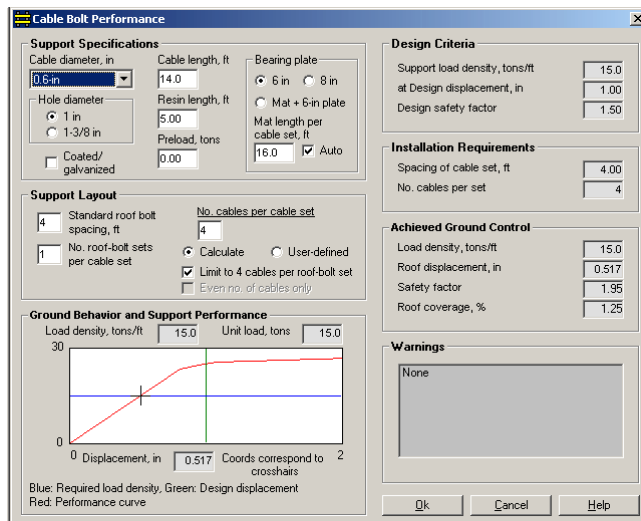 Cable Bolt Performance
Support Specifications
Cable diameter, in
0.6-in
Hole diameter
1 in
1-3/8 in
Coated/
galvanized
Cable length, ft
14.0
Resin length, ft
5.00
Preload, tons
0.00
Bearing plate
6 in 8 in
Mat + 6-in plate
Mat length per
cable set, ft
16.0 Auto
Support Layout
4 Standard roof bolt
spacing, ft
1 No. roof-bolt sets
per cable set
No. cables per cable set
4
Calculate User-defined
Limit to 4 cables per roof-bolt set
Even no. of cables only
Ground Behavior and Support Performance
Load density, tons/ft 15.0 Unit load, tons 15.0
30
0
0 Displacement, in 0.517 Coords correspond to
crosshairs 2
Blue: Required load density, Green: Design displacement
Red: Performance curve
Design Criteria
Support load density, tons/ft 15.0
at Design displacement, in 1.00
Design safety factor 1.50
Installation Requirements
Spacing of cable set, ft 4.00
No. cables per set 4
Achieved Ground Control
Load density, tons/ft 15.0
Roof displacement, in 0.517
Safety factor 1.95
Roof coverage, % 1.25
Warnings
None
Ok Cancel Help